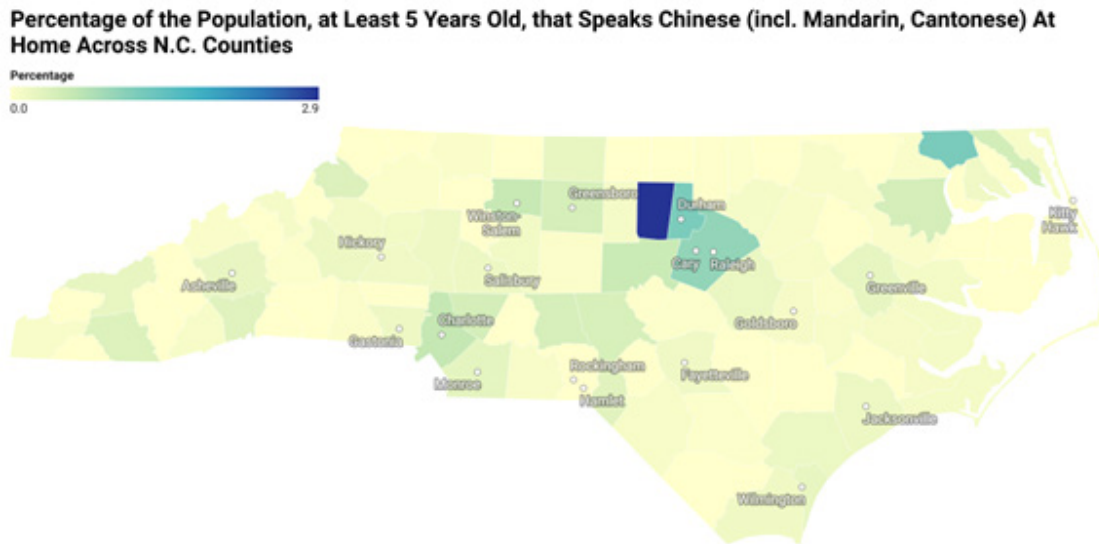 Percentage of the Population, at Least 5 Years Old, that Speaks Chinese (incl. Mandarin, Cantonese) At
Home Across N.C. Counties
Percentage
0.0 2.9
Greensboro
Durham
Winston-
Salem
Kitty
Hawk
Hickory
Cary Raleigh
Asheville
Salisbury
Greenville
Charlotte
Goldsboro
Gastonia
Rockingham
Fayetteville
Monroe
Hamlet
Jacksonville
Wilmington